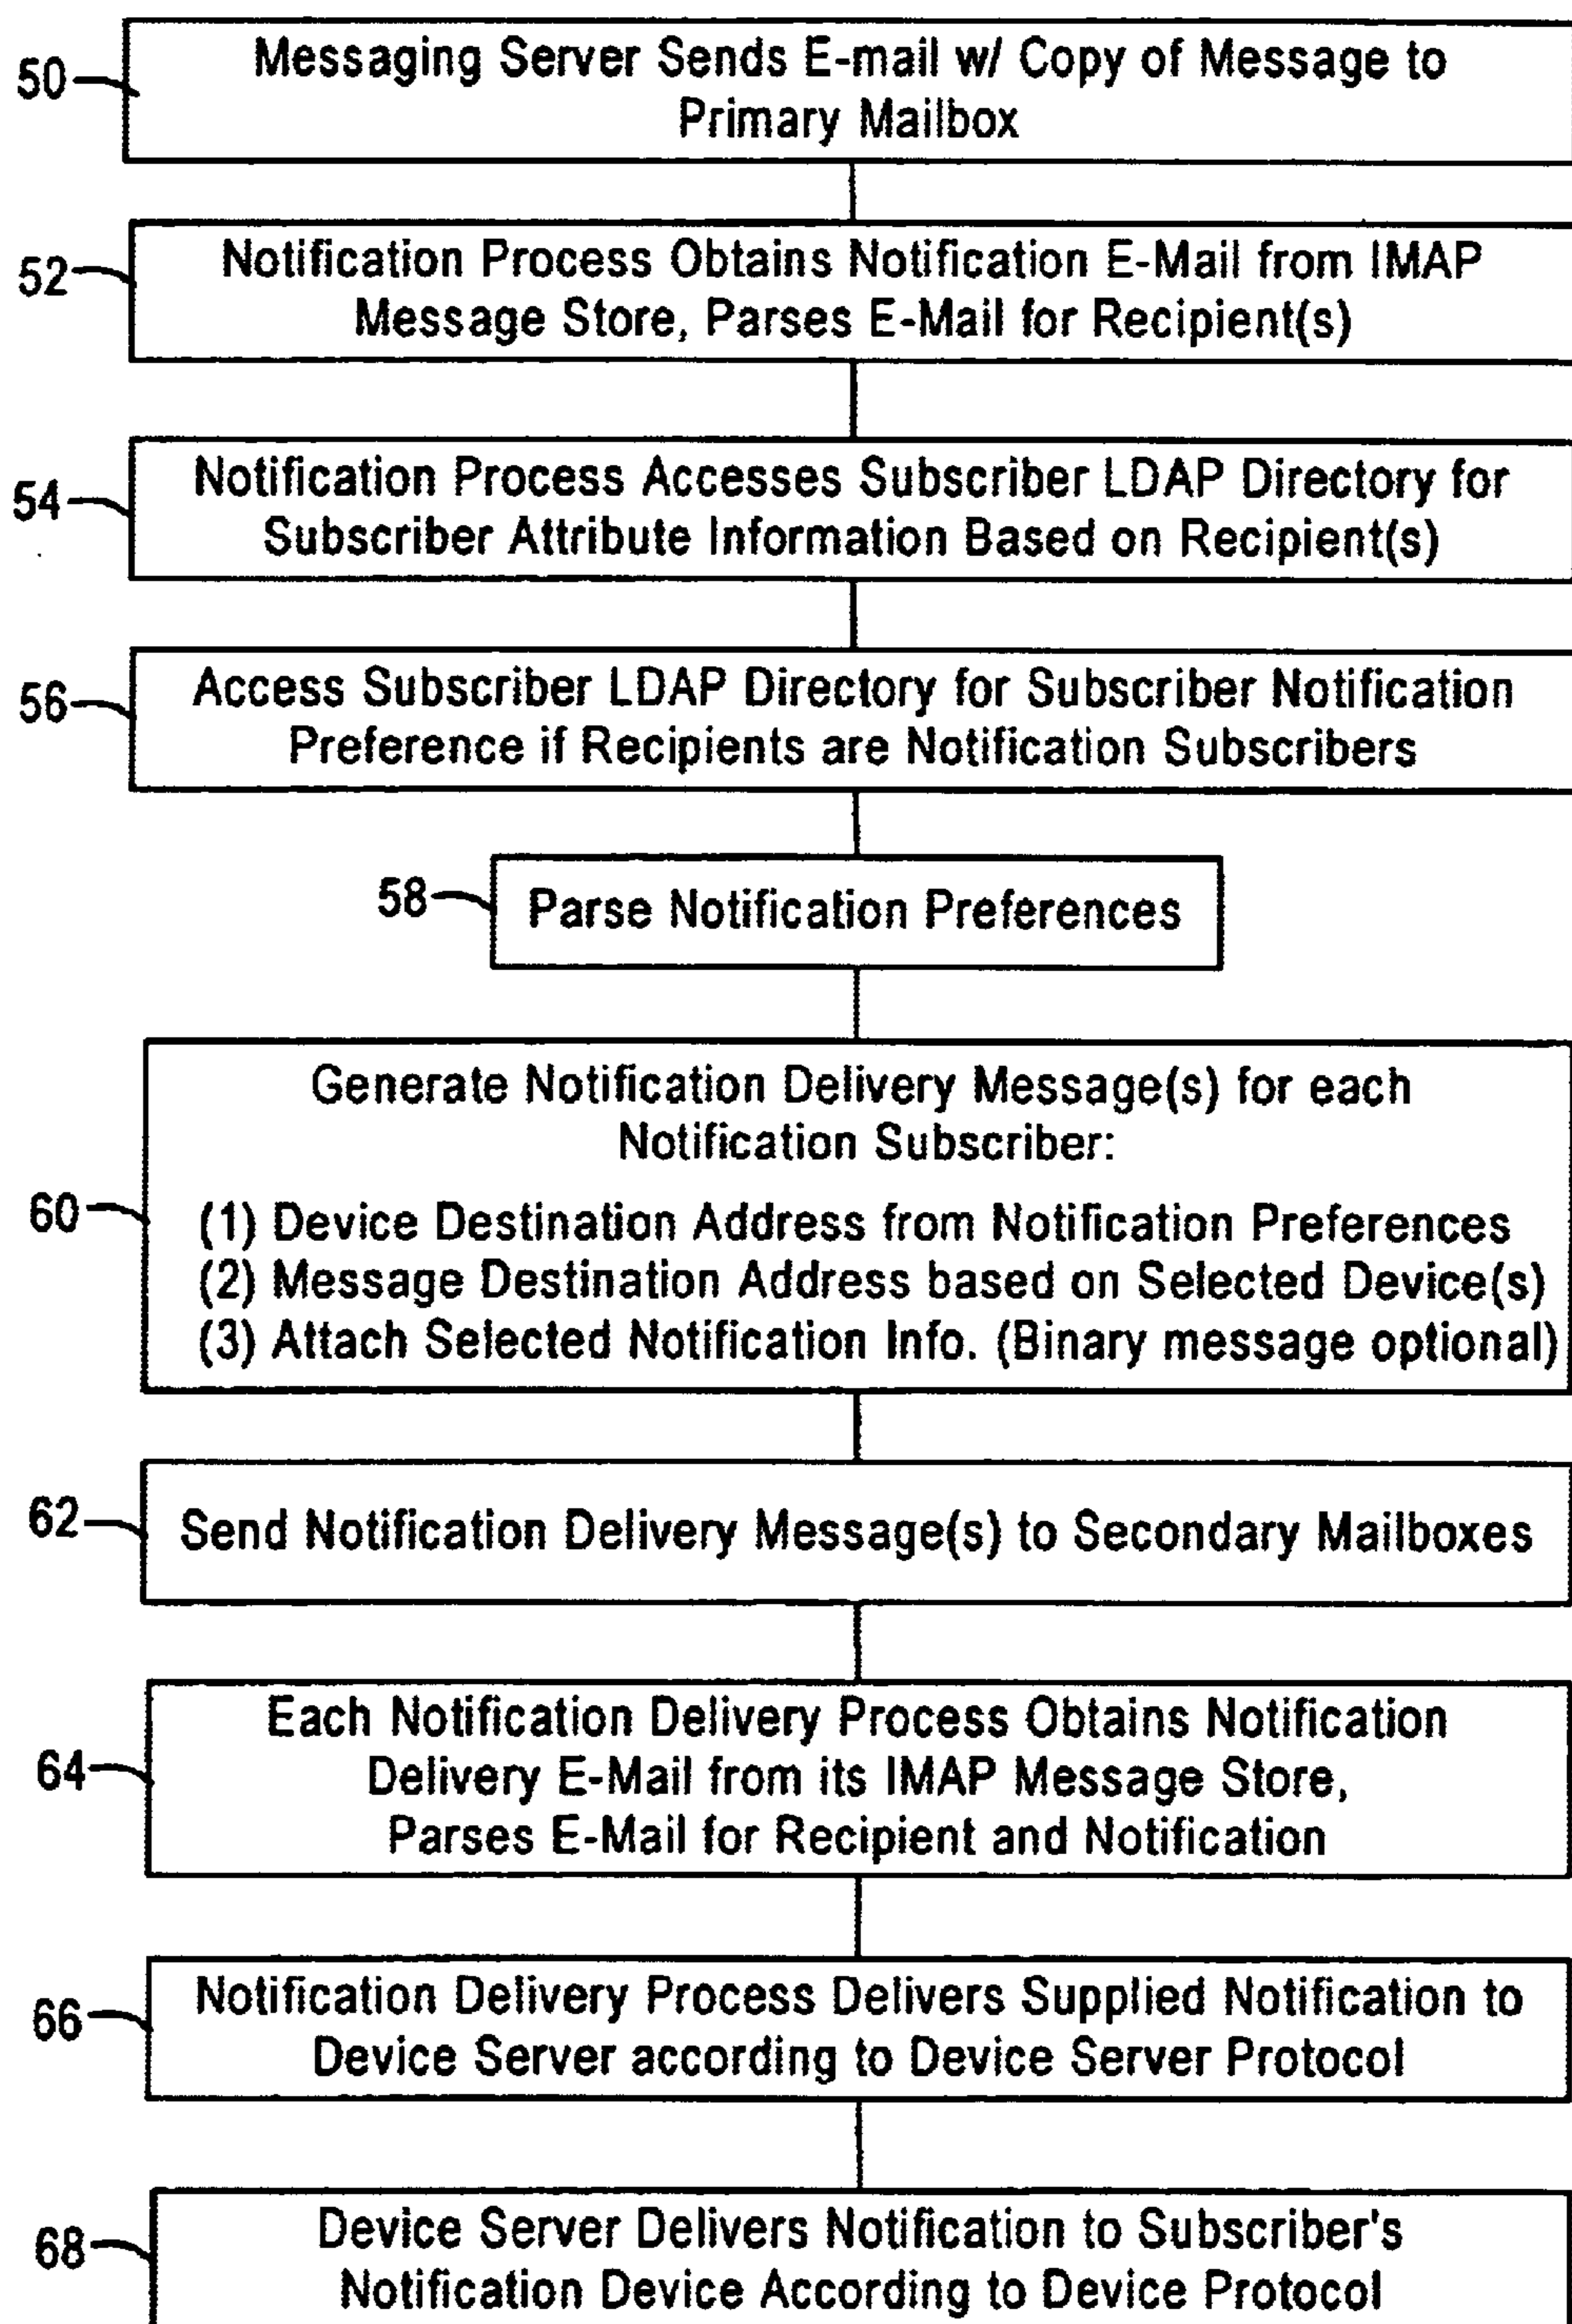 50
Messaging Server Sends E-mail w/ Copy of Message to
Primary Mailbox
52
Notification Process Obtains Notification E-Mail from IMAP
Message Store, Parses E-Mail for Recipient(s)
54
Notification Process Accesses Subscriber LDAP Directory for
Subscriber Attribute Information Based on Recipient(s)
56
Access Subscriber LDAP Directory for Subscriber Notification
Preference if Recipients are Notification Subscribers
58
Parse Notification Preferences
60
Generate Notification Delivery Message(s) for each
Notification Subscriber:
(1) Device Destination Address from Notification Preferences
(2) Message Destination Address based on Selected Device(s)
(3) Attach Selected Notification Info. (Binary message optional)
62
Send Notification Delivery Message(s) to Secondary Mailboxes
64
Each Notification Delivery Process Obtains Notification
Delivery E-Mail from its IMAP Message Store,
Parses E-Mail for Recipient and Notification
66
Notification Delivery Process Delivers Supplied Notification to
Device Server according to Device Server Protocol
68
Device Server Delivers Notification to Subscriber's
Notification Device According to Device Protocol